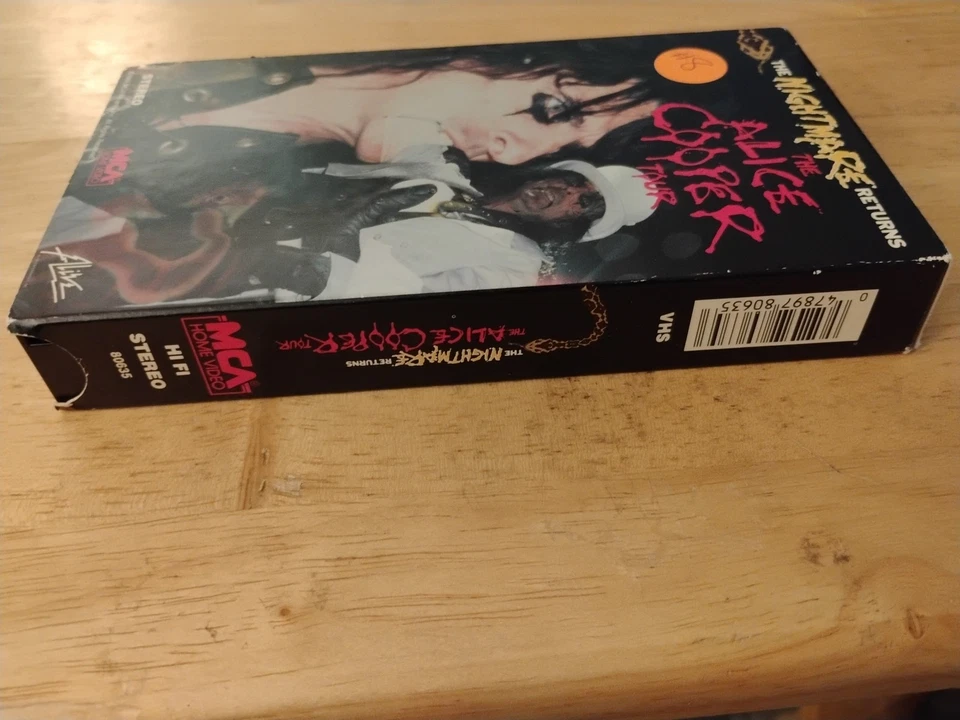 THE NIGHTMARE RETURNS
THE
ALICE
COOPER
TOUR
STEREO
MCA
Alive
0 47897 80635
VHS
THE NIGHTMARE RETURNS
THE ALICE COOPER TOUR
MCA
HOME VIDEO
HI FI
STEREO
80635